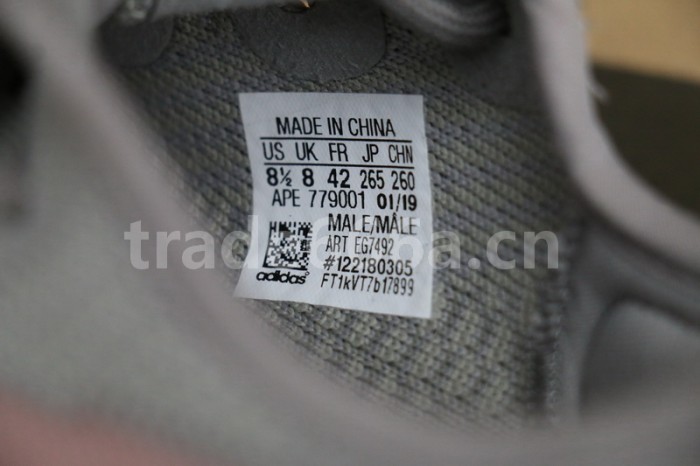 MADE IN CHINA
US UK FR JP CHN
8½ 8 42 265 260
APE 779001 01/19
MALE/MÂLE
ART EG7492
#122180305
FT1kVT7b17899
adidas